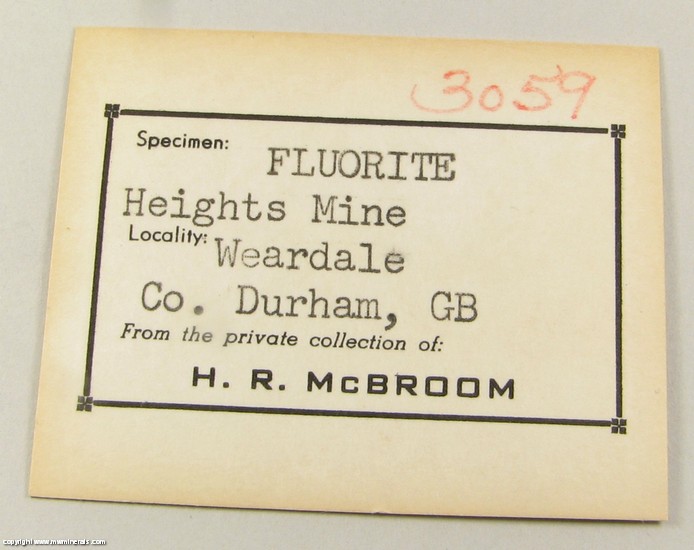 3059
Specimen: FLUORITE
Heights Mine
Locality: Weardale
Co. Durham, GB
From the private collection of:
H. R. McBROOM
copyright www.mwminerals.com